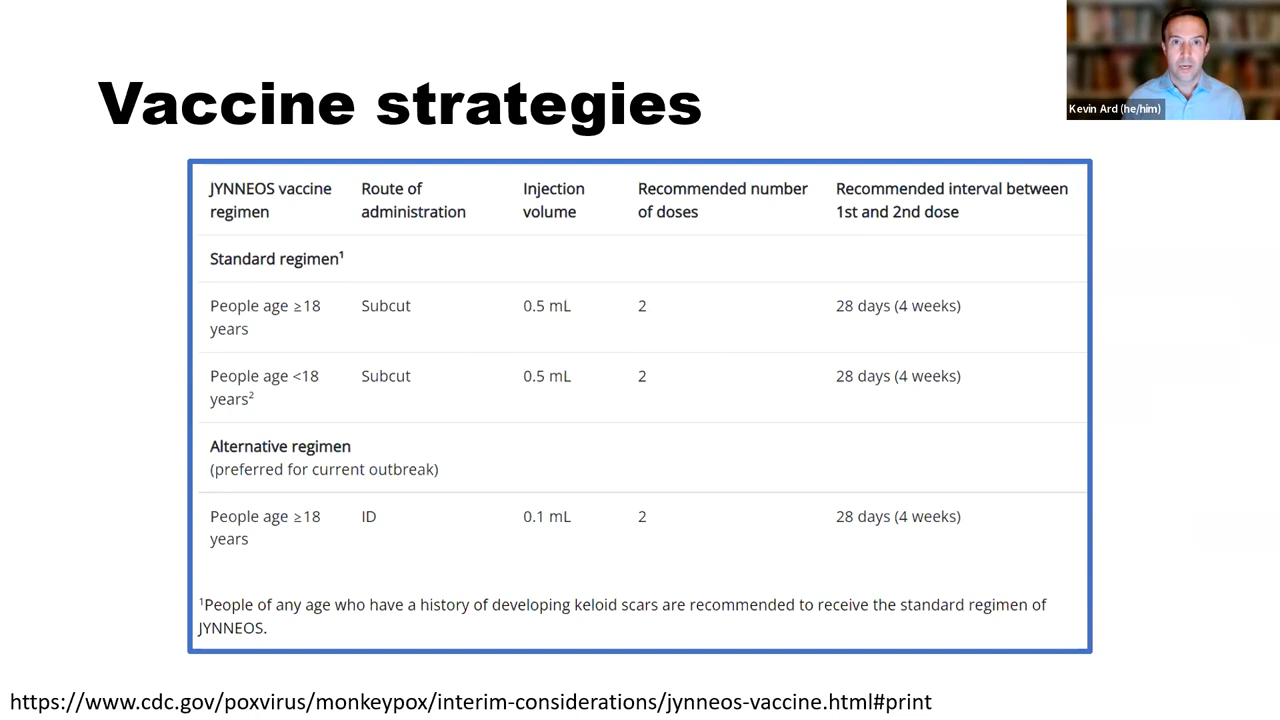 Kevin Ard (he/him)
Vaccine strategies
JYNNEOS vaccine regimen
Route of administration
Injection volume
Recommended number of doses
Recommended interval between 1st and 2nd dose
Standard regimen¹
People age ≥18 years
Subcut
0.5 mL
2
28 days (4 weeks)
People age <18 years²
Subcut
0.5 mL
2
28 days (4 weeks)
Alternative regimen
(preferred for current outbreak)
People age ≥18 years
ID
0.1 mL
2
28 days (4 weeks)
¹People of any age who have a history of developing keloid scars are recommended to receive the standard regimen of
JYNNEOS.
https://www.cdc.gov/poxvirus/monkeypox/interim-considerations/jynneos-vaccine.html#print